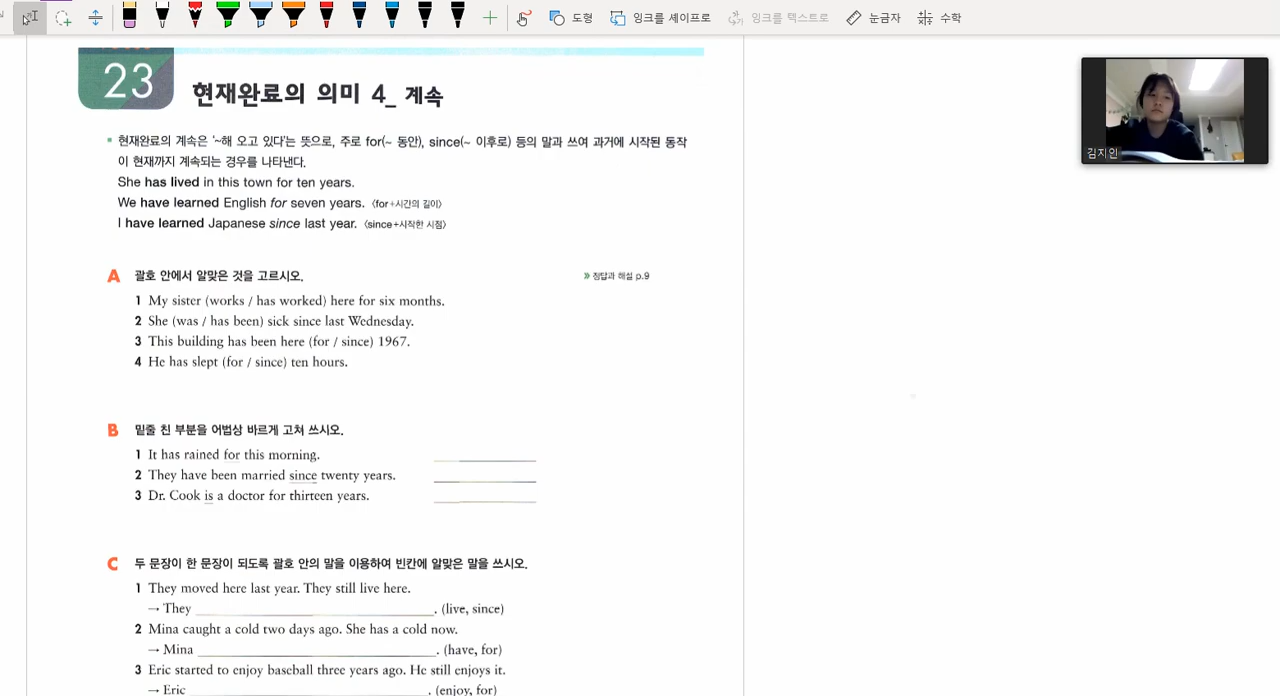 도형
잉크를 셰이프로
잉크를 텍스트로
눈금자
수학
23
현재완료의 의미 4_ 계속
현재완료의 계속은 '~해 오고 있다'는 뜻으로, 주로 for(~ 동안), since(~ 이후로) 등의 말과 쓰여 과거에 시작된 동작
이 현재까지 계속되는 경우를 나타낸다.
She has lived in this town for ten years.
We have learned English for seven years. 〈for+시간의 길이〉
I have learned Japanese since last year. 〈since+시작한 시점〉
A 괄호 안에서 알맞은 것을 고르시오.
» 정답과 해설 p.9
1 My sister (works / has worked) here for six months.
2 She (was / has been) sick since last Wednesday.
3 This building has been here (for / since) 1967.
4 He has slept (for / since) ten hours.
B 밑줄 친 부분을 어법상 바르게 고쳐 쓰시오.
1 It has rained for this morning.
2 They have been married since twenty years.
3 Dr. Cook is a doctor for thirteen years.
C 두 문장이 한 문장이 되도록 괄호 안의 말을 이용하여 빈칸에 알맞은 말을 쓰시오.
1 They moved here last year. They still live here.
→ They ______. (live, since)
2 Mina caught a cold two days ago. She has a cold now.
→ Mina ______. (have, for)
3 Eric started to enjoy baseball three years ago. He still enjoys it.
→ Eric ______. (enjoy, for)
김지인